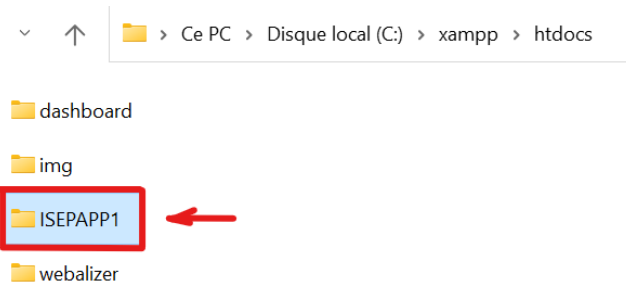 Ce PC > Disque local (C:) > xampp > htdocs
dashboard
img
ISEPAPP1
webalizer